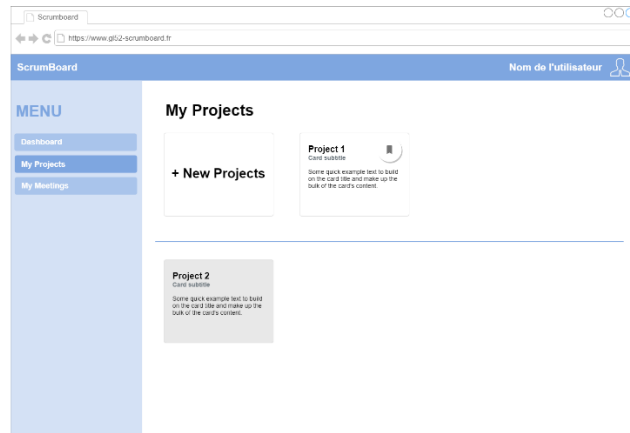 Scrumboard
https://www.gl52-scrumboard.fr
ScrumBoard
Nom de l'utilisateur
MENU
Dashboard
My Projects
My Meetings
My Projects
+ New Projects
Project 1
Card subtitle
Some quick example text to build
on the card title and make up the
bulk of the card's content.
Project 2
Card subtitle
Some quick example text to build
on the card title and make up the
bulk of the card's content.